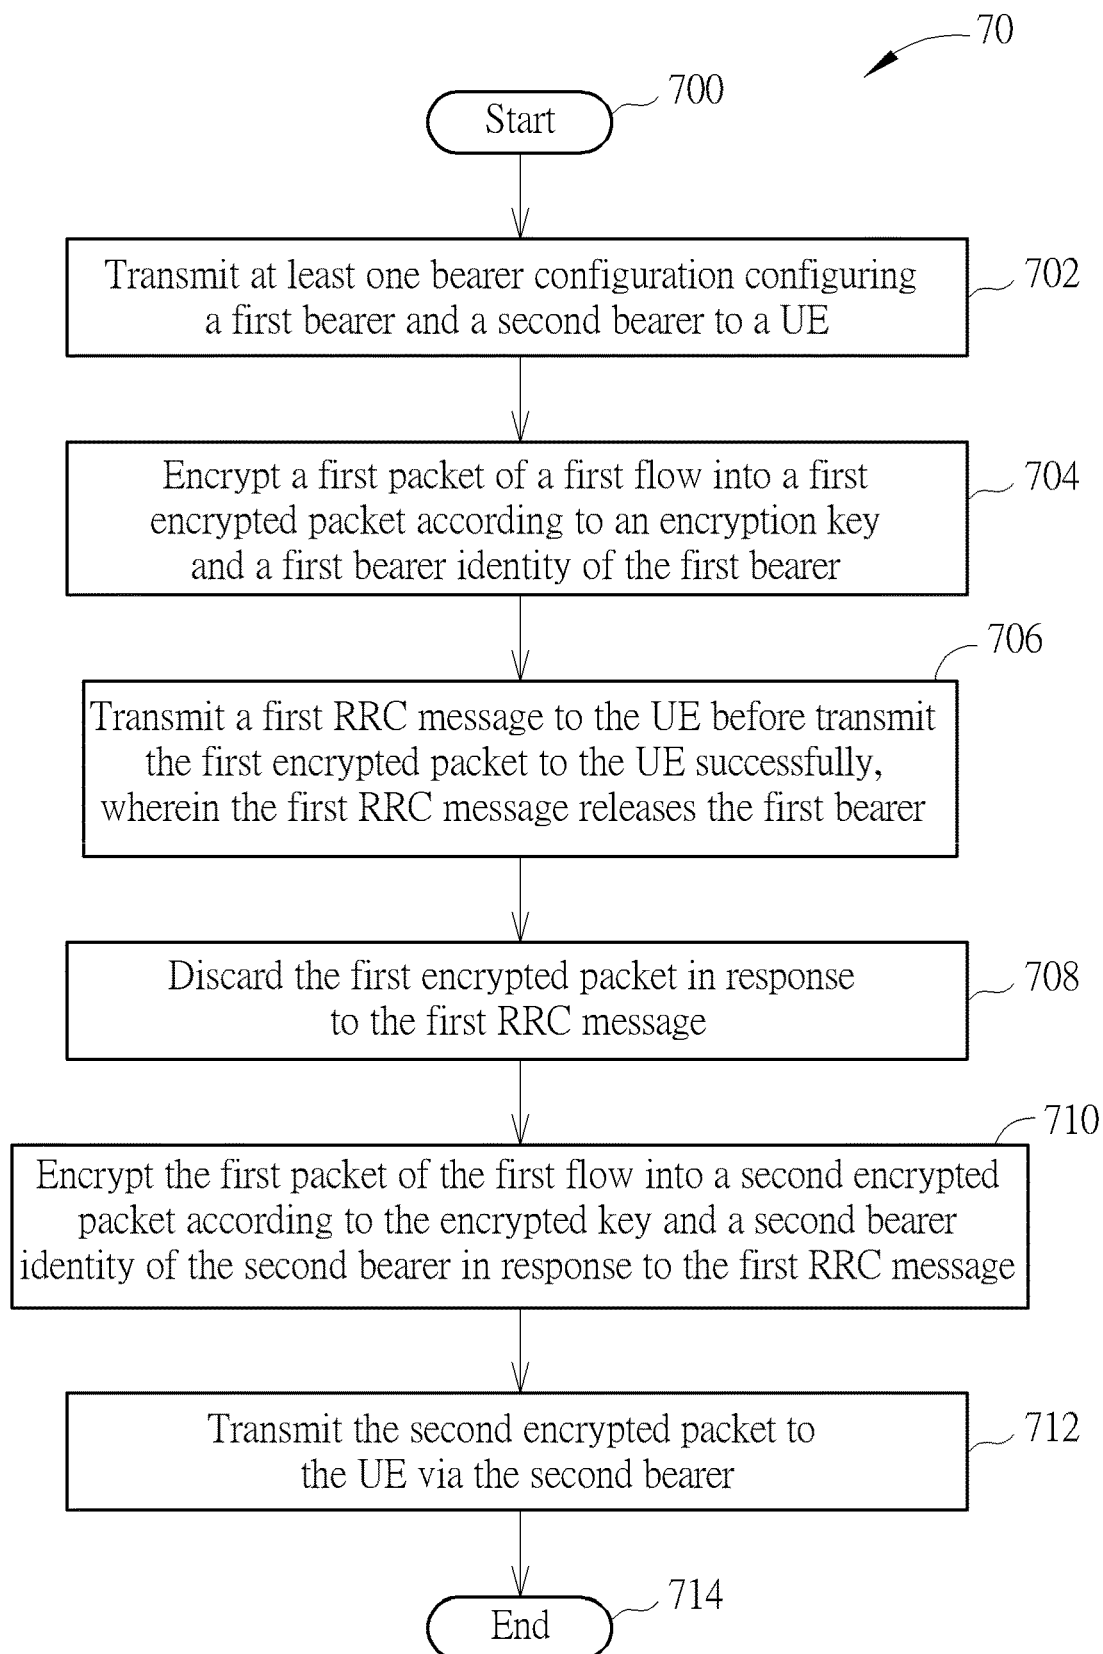 70
Start
700
Transmit at least one bearer configuration configuring
a first bearer and a second bearer to a UE
702
Encrypt a first packet of a first flow into a first
encrypted packet according to an encryption key
and a first bearer identity of the first bearer
704
706
Transmit a first RRC message to the UE before transmit
the first encrypted packet to the UE successfully,
wherein the first RRC message releases the first bearer
Discard the first encrypted packet in response
to the first RRC message
708
710
Encrypt the first packet of the first flow into a second encrypted
packet according to the encrypted key and a second bearer
identity of the second bearer in response to the first RRC message
Transmit the second encrypted packet to
the UE via the second bearer
712
End
714